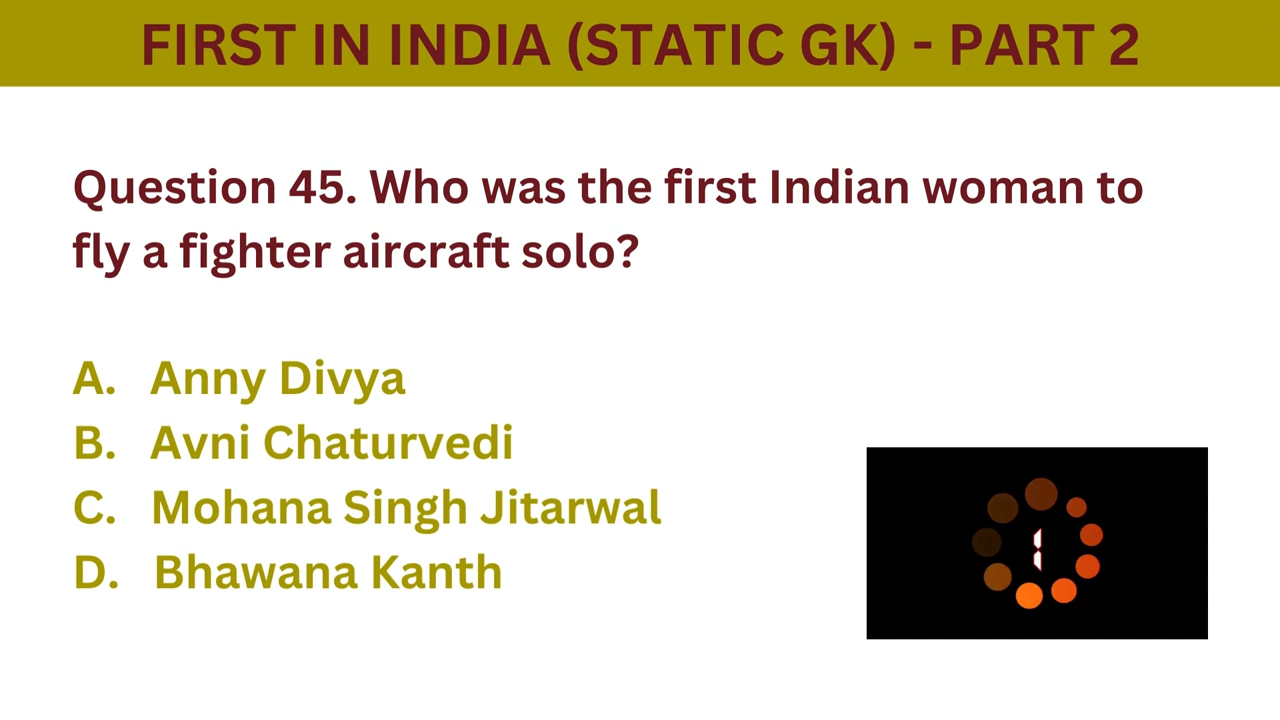 FIRST IN INDIA (STATIC GK) - PART 2
Question 45. Who was the first Indian woman to
fly a fighter aircraft solo?
A. Anny Divya
B. Avni Chaturvedi
C. Mohana Singh Jitarwal
D. Bhawana Kanth
1